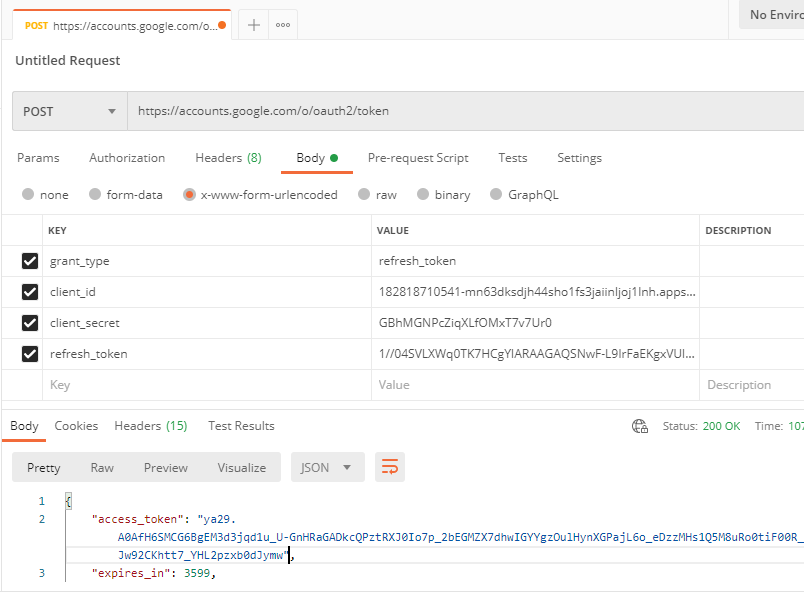 POST https://accounts.google.com/o... No Enviro
Untitled Request
POST https://accounts.google.com/o/oauth2/token
Params Authorization Headers (8) Body Pre-request Script Tests Settings
none form-data x-www-form-urlencoded raw binary GraphQL
KEY VALUE DESCRIPTION
grant_type refresh_token
client_id 182818710541-mn63dksdjh44sho1fs3jaiinljoj1lnh.apps...
client_secret GBhMGNPcZiqXLfOMxT7v7Ur0
refresh_token 1//04SVLXWq0TK7HCgYIARAAGAQSNwF-L9IrFaEKgxVUI...
Key Value Description
Body Cookies Headers (15) Test Results Status: 200 OK Time: 107
Pretty Raw Preview Visualize JSON
1 {
2 "access_token": "ya29.
A0AfH6SMCG6BgEM3d3jqd1u_U-GnHRaGADkcQPztRXJ0Io7p_2bEGMZX7dhwIGYYgzOulHynXGPajL6o_eDzzMHs1Q5M8uRo0tiF00R_
Jw92CKhtt7_YHL2pzxb0dJymw",
3 "expires_in": 3599,